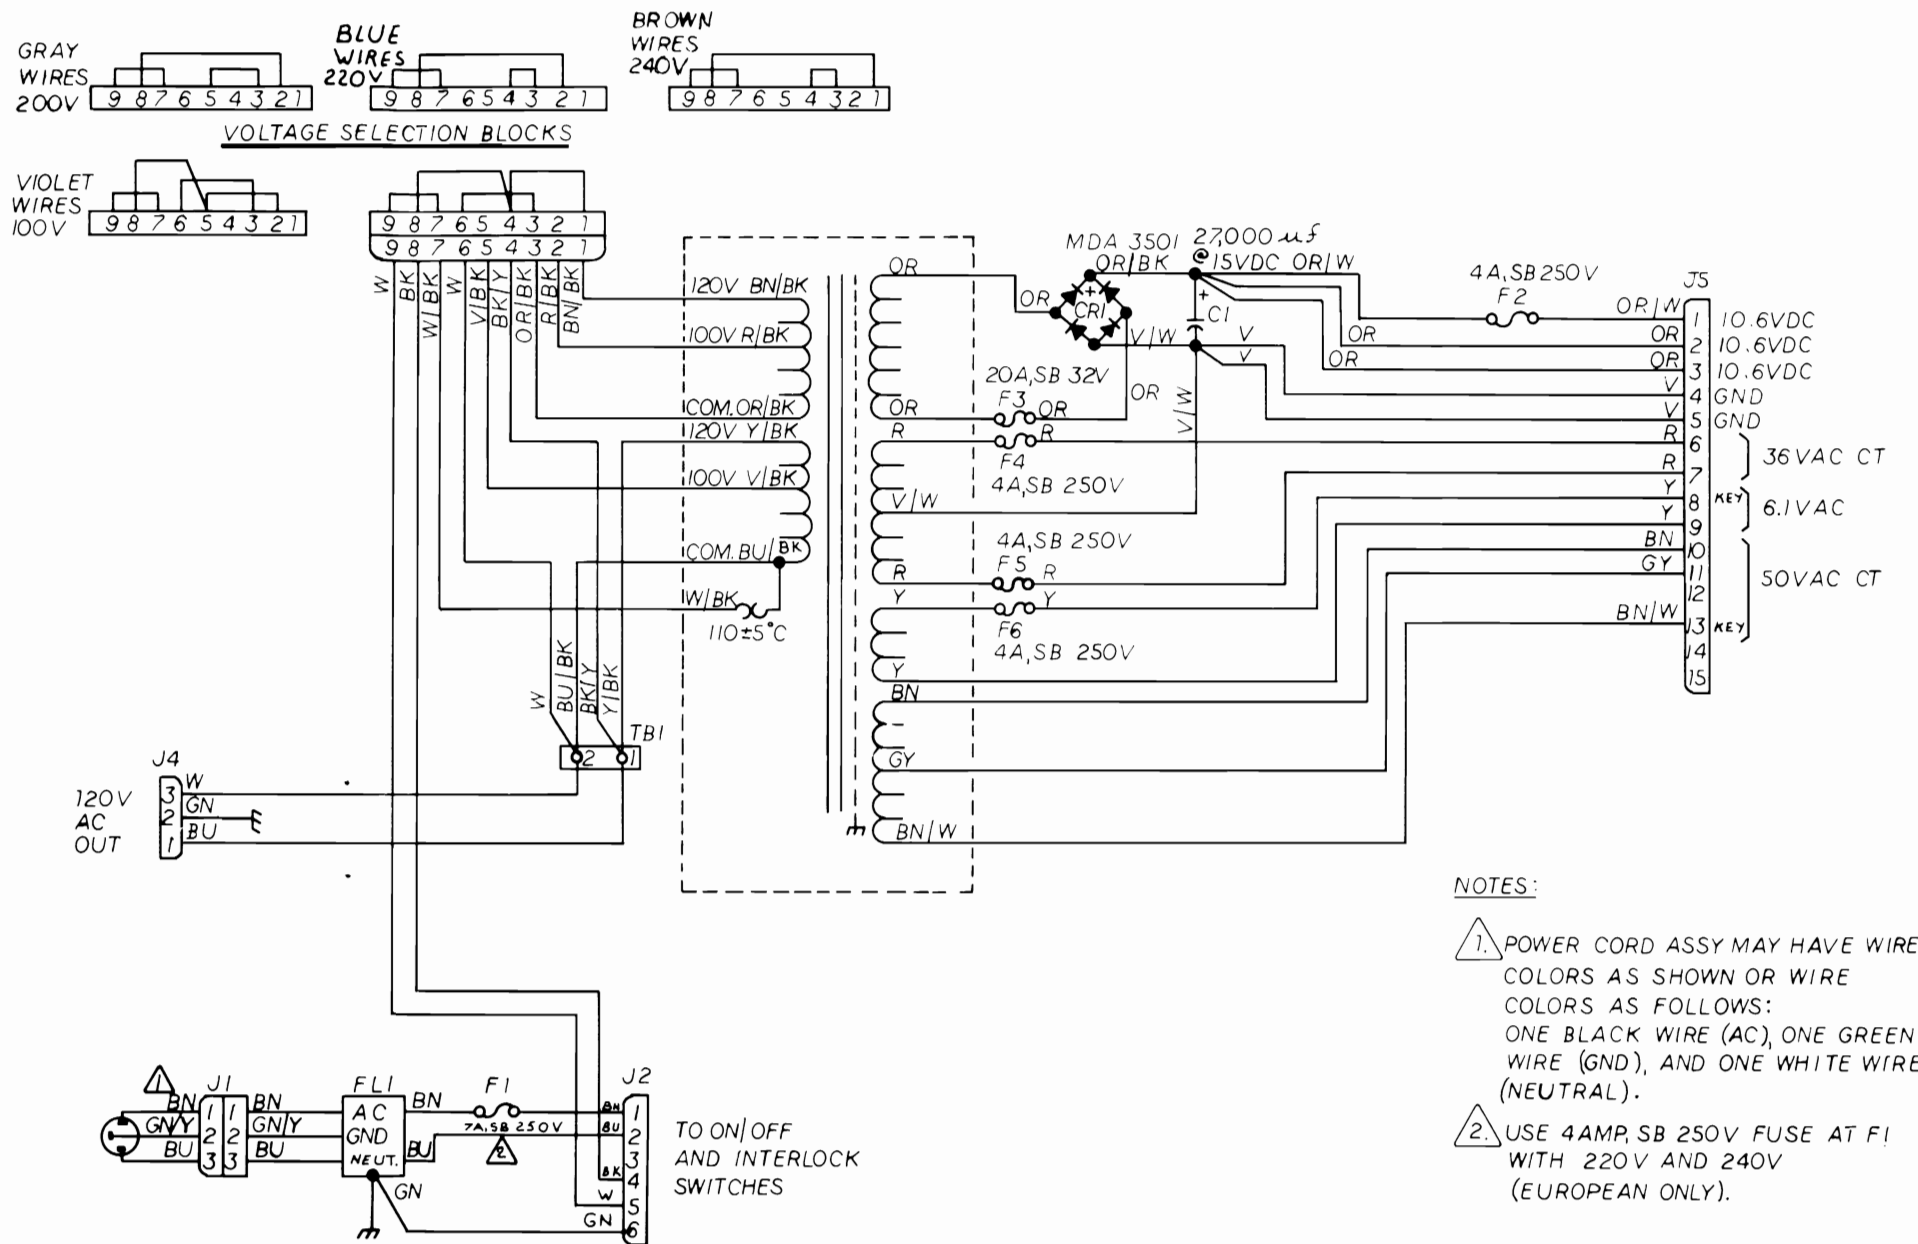 GRAY
WIRES
200V
9 8 7 6 5 4 3 2 1
BLUE
WIRES
220V
9 8 7 6 5 4 3 2 1
BROWN
WIRES
240V
9 8 7 6 5 4 3 2 1
VOLTAGE SELECTION BLOCKS
VIOLET
WIRES
100V
9 8 7 6 5 4 3 2 1
9 8 7 6 5 4 3 2 1
9 8 7 6 5 4 3 2 1
W
BK
W/BK
W
V/BK
BK/Y
OR/BK
R/BK
BN/BK
120V BN/BK
100V R/BK
COM. OR/BK
120V Y/BK
100V V/BK
COM. BU/BK
W/BK
110±5°C
W
BU/BK
BK/Y
Y/BK
TB1
2 1
OR
OR
R
V/W
R
Y
Y
BN
GY
BN/W
MDA 3501
OR/BK
27,000 uf
@ 15VDC
OR/W
OR
+
CR1
+
C1
V/W
V
V
OR
V/W
20A, SB 32V
F3
OR
R
F4
4A, SB 250V
4A, SB 250V
F5
R
Y
F6
4A, SB 250V
4A, SB 250V
F2
OR
OR
J5
OR/W 1 10.6VDC
OR 2 10.6VDC
OR 3 10.6VDC
V 4 GND
V 5 GND
R 6
R 7
36VAC CT
Y 8 KEY
Y 9
6.1VAC
BN 10
GY 11
12
BN/W 13 KEY
50VAC CT
14
15
J4
120V
AC
OUT
3 W
2 GN
1 BU
1.
J1
BN 1 1 BN
GN/Y 2 2 GN/Y
BU 3 3 BU
FL1
AC
GND
NEUT.
BN
BU
GN
F1
7A, SB 250V
2
J2
BN 1
BU 2
3
BK 4
W 5
GN 6
TO ON/OFF
AND INTERLOCK
SWITCHES
NOTES:
1. POWER CORD ASSY MAY HAVE WIRE
COLORS AS SHOWN OR WIRE
COLORS AS FOLLOWS:
ONE BLACK WIRE (AC), ONE GREEN
WIRE (GND), AND ONE WHITE WIRE
(NEUTRAL).
2. USE 4AMP, SB 250V FUSE AT F1
WITH 220V AND 240V
(EUROPEAN ONLY).